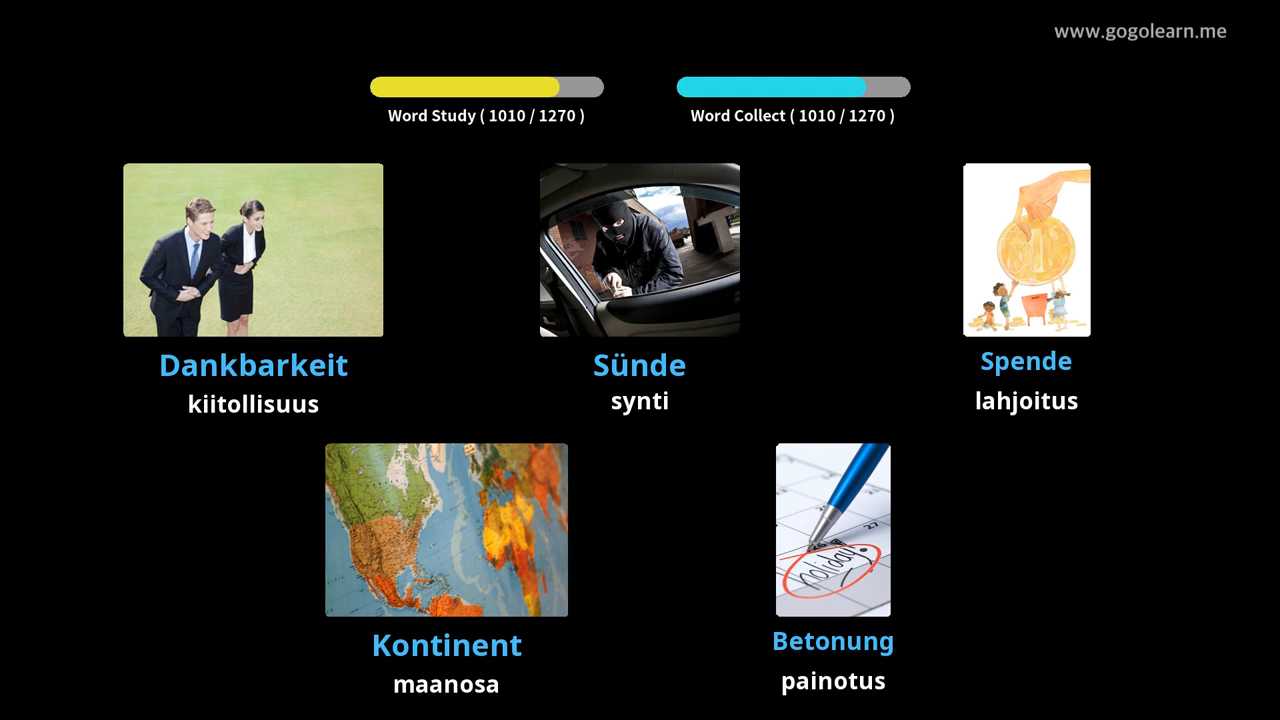 www.gogolearn.me
Word Study ( 1010 / 1270 )
Word Collect ( 1010 / 1270 )
Dankbarkeit
kiitollisuus
Sünde
synti
Spende
lahjoitus
Kontinent
maanosa
27
holiday
Betonung
painotus